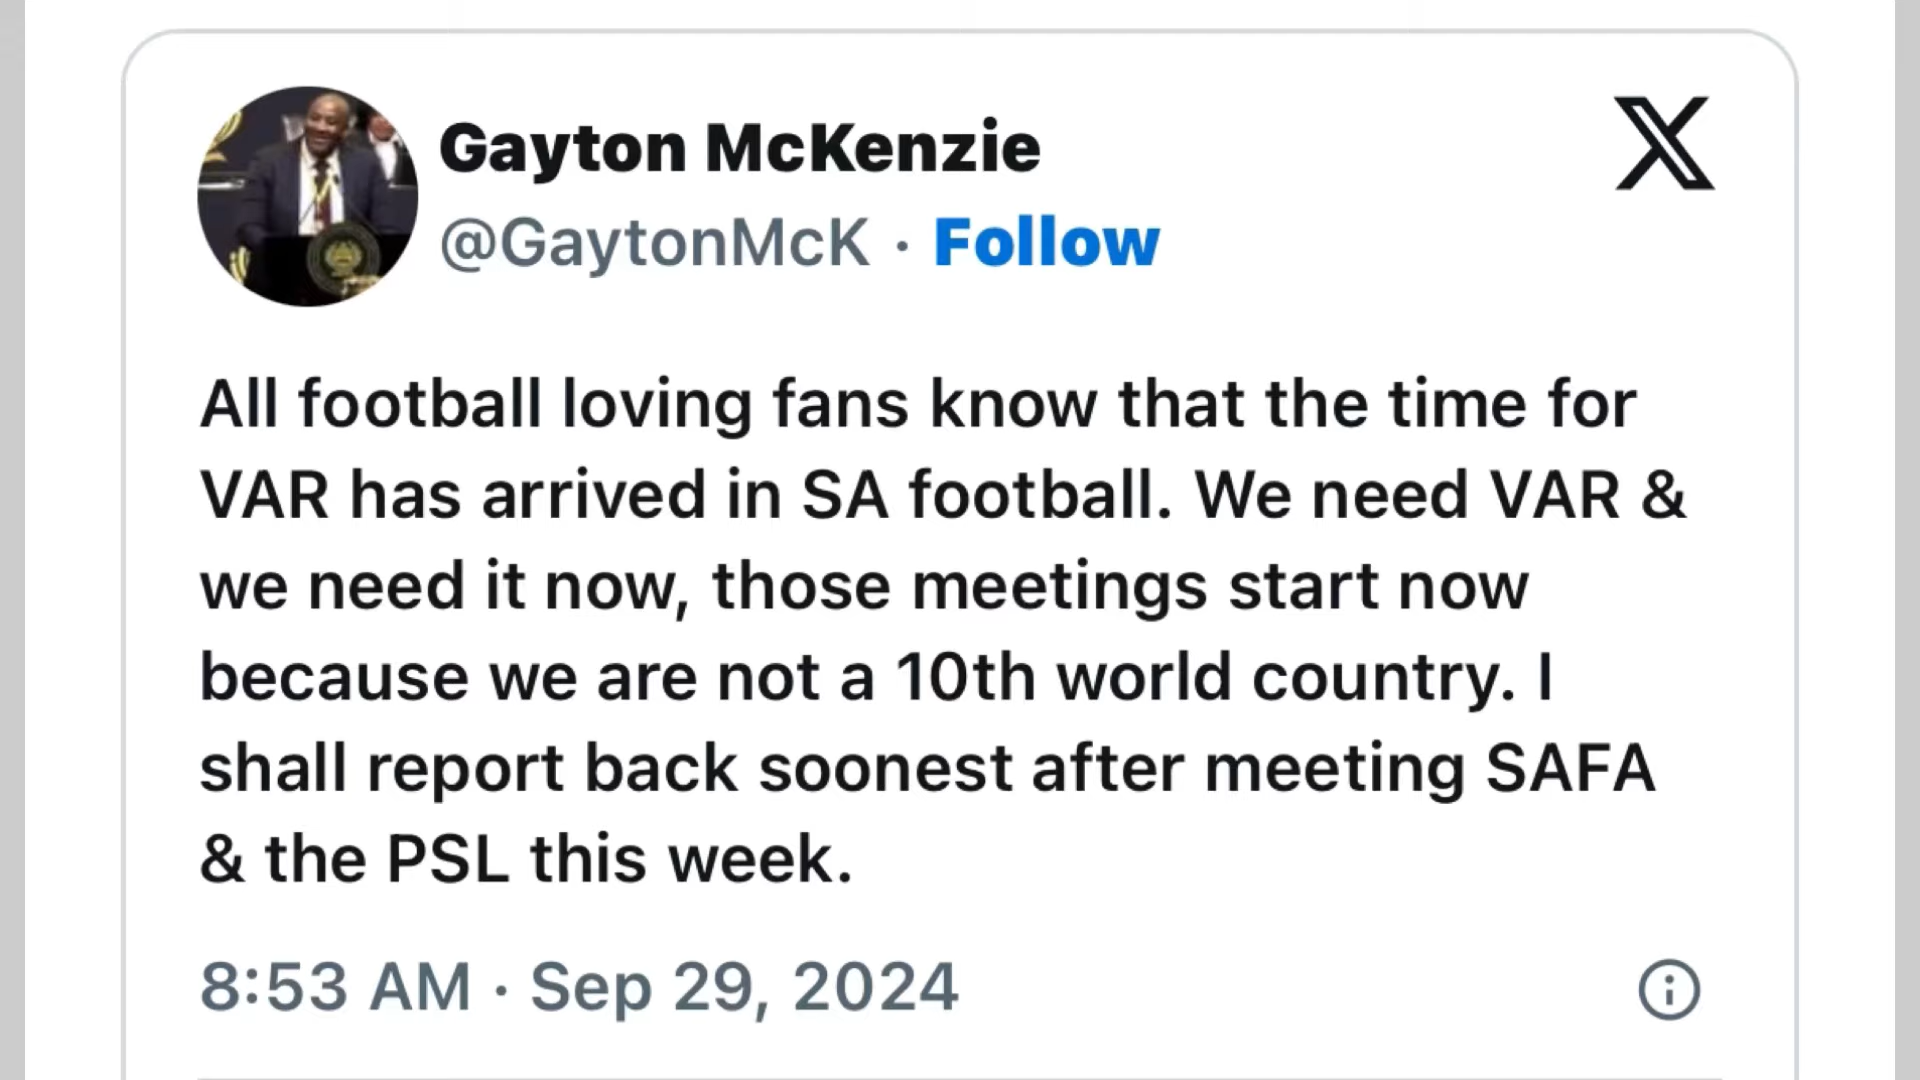 Gayton McKenzie
@GaytonMcK · Follow
All football loving fans know that the time for
VAR has arrived in SA football. We need VAR &
we need it now, those meetings start now
because we are not a 10th world country. I
shall report back soonest after meeting SAFA
& the PSL this week.
8:53 AM · Sep 29, 2024